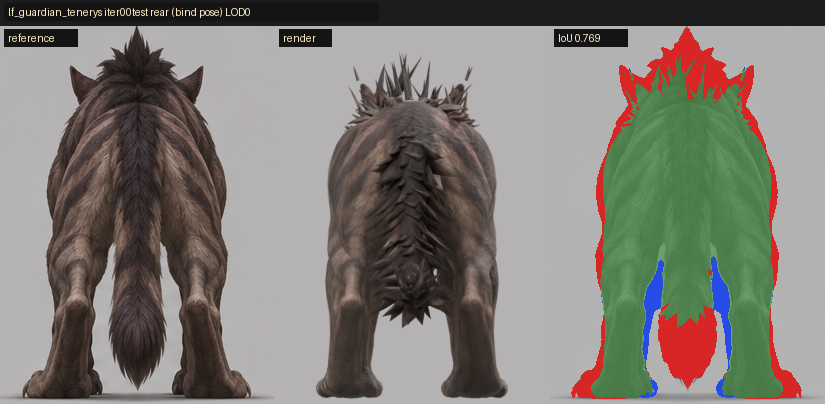 lf_guardian_tenerys iter00test rear (bind pose) LOD0
reference
render
IoU 0.769